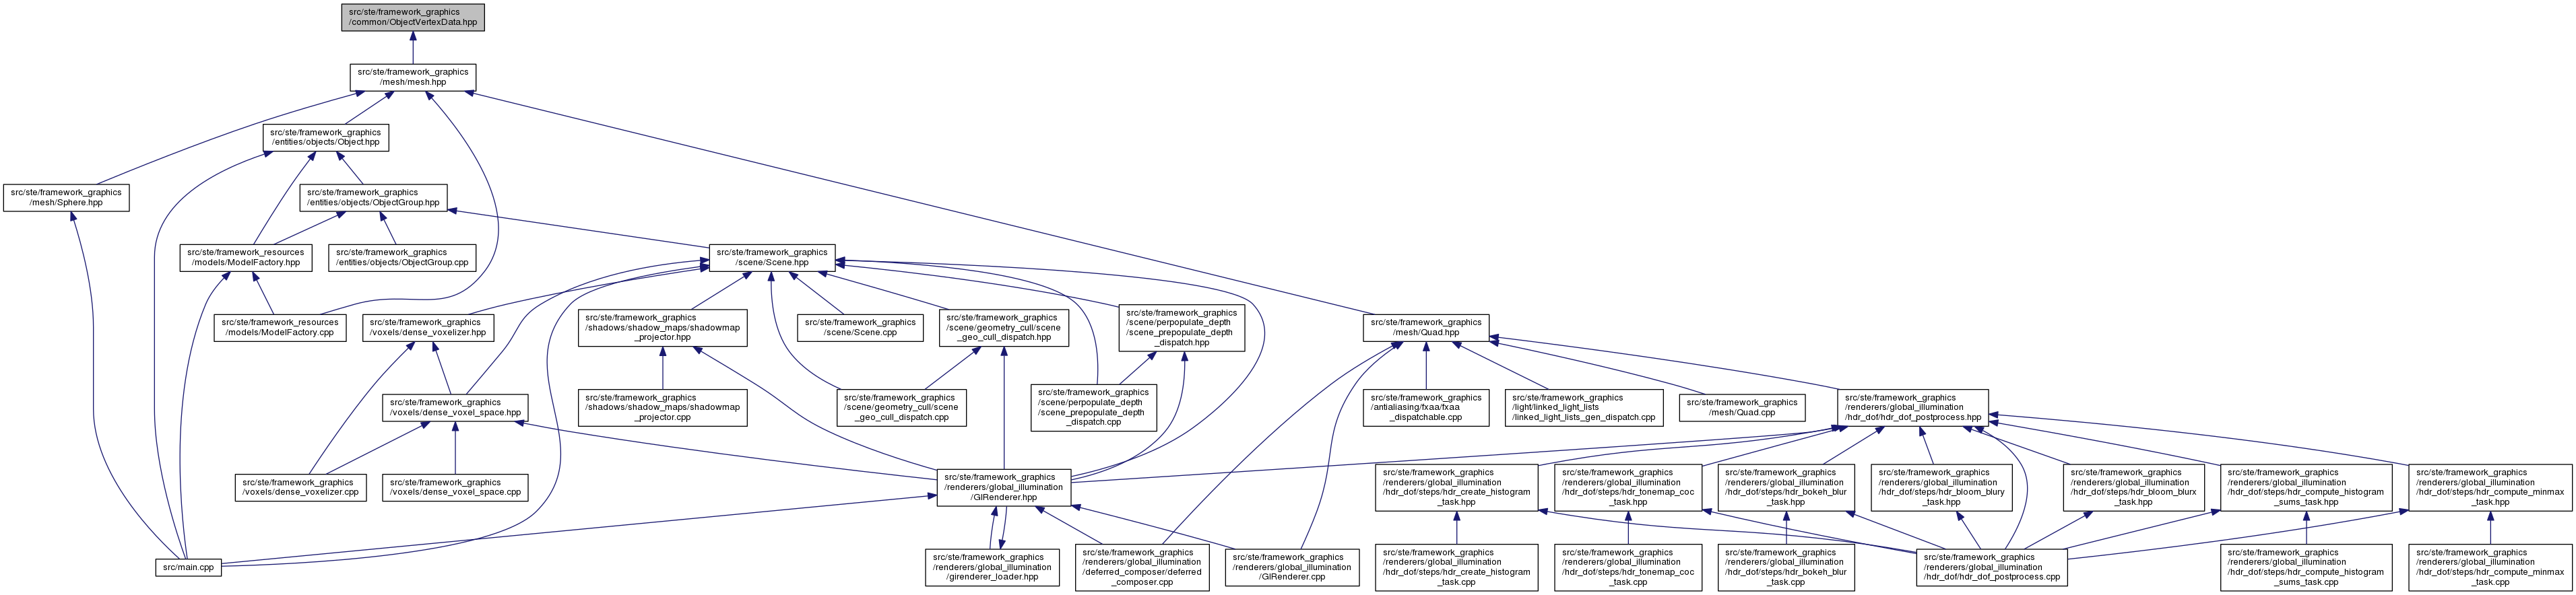 src/ste/framework_graphics
/common/ObjectVertexData.hpp
src/ste/framework_graphics
/mesh/mesh.hpp
src/ste/framework_graphics
/entities/objects/Object.hpp
src/ste/framework_graphics
/mesh/Sphere.hpp
src/ste/framework_graphics
/entities/objects/ObjectGroup.hpp
src/ste/framework_resources
/models/ModelFactory.hpp
src/ste/framework_graphics
/entities/objects/ObjectGroup.cpp
src/ste/framework_graphics
/scene/Scene.hpp
src/ste/framework_resources
/models/ModelFactory.cpp
src/ste/framework_graphics
/voxels/dense_voxelizer.hpp
src/ste/framework_graphics
/shadows/shadow_maps/shadowmap
_projector.hpp
src/ste/framework_graphics
/scene/Scene.cpp
src/ste/framework_graphics
/scene/geometry_cull/scene
_geo_cull_dispatch.hpp
src/ste/framework_graphics
/scene/perpopulate_depth
/scene_prepopulate_depth
_dispatch.hpp
src/ste/framework_graphics
/mesh/Quad.hpp
src/ste/framework_graphics
/voxels/dense_voxel_space.hpp
src/ste/framework_graphics
/shadows/shadow_maps/shadowmap
_projector.cpp
src/ste/framework_graphics
/scene/geometry_cull/scene
_geo_cull_dispatch.cpp
src/ste/framework_graphics
/scene/perpopulate_depth
/scene_prepopulate_depth
_dispatch.cpp
src/ste/framework_graphics
/antialiasing/fxaa/fxaa
_dispatchable.cpp
src/ste/framework_graphics
/light/linked_light_lists
/linked_light_lists_gen_dispatch.cpp
src/ste/framework_graphics
/mesh/Quad.cpp
src/ste/framework_graphics
/renderers/global_illumination
/hdr_dof/hdr_dof_postprocess.hpp
src/ste/framework_graphics
/voxels/dense_voxelizer.cpp
src/ste/framework_graphics
/voxels/dense_voxel_space.cpp
src/ste/framework_graphics
/renderers/global_illumination
/GIRenderer.hpp
src/ste/framework_graphics
/renderers/global_illumination
/hdr_dof/steps/hdr_create_histogram
_task.hpp
src/ste/framework_graphics
/renderers/global_illumination
/hdr_dof/steps/hdr_tonemap_coc
_task.hpp
src/ste/framework_graphics
/renderers/global_illumination
/hdr_dof/steps/hdr_bokeh_blur
_task.hpp
src/ste/framework_graphics
/renderers/global_illumination
/hdr_dof/steps/hdr_bloom_blury
_task.hpp
src/ste/framework_graphics
/renderers/global_illumination
/hdr_dof/steps/hdr_bloom_blurx
_task.hpp
src/ste/framework_graphics
/renderers/global_illumination
/hdr_dof/steps/hdr_compute_histogram
_sums_task.hpp
src/ste/framework_graphics
/renderers/global_illumination
/hdr_dof/steps/hdr_compute_minmax
_task.hpp
src/main.cpp
src/ste/framework_graphics
/renderers/global_illumination
/girenderer_loader.hpp
src/ste/framework_graphics
/renderers/global_illumination
/deferred_composer/deferred
_composer.cpp
src/ste/framework_graphics
/renderers/global_illumination
/GIRenderer.cpp
src/ste/framework_graphics
/renderers/global_illumination
/hdr_dof/steps/hdr_create_histogram
_task.cpp
src/ste/framework_graphics
/renderers/global_illumination
/hdr_dof/steps/hdr_tonemap_coc
_task.cpp
src/ste/framework_graphics
/renderers/global_illumination
/hdr_dof/steps/hdr_bokeh_blur
_task.cpp
src/ste/framework_graphics
/renderers/global_illumination
/hdr_dof/hdr_dof_postprocess.cpp
src/ste/framework_graphics
/renderers/global_illumination
/hdr_dof/steps/hdr_compute_histogram
_sums_task.cpp
src/ste/framework_graphics
/renderers/global_illumination
/hdr_dof/steps/hdr_compute_minmax
_task.cpp